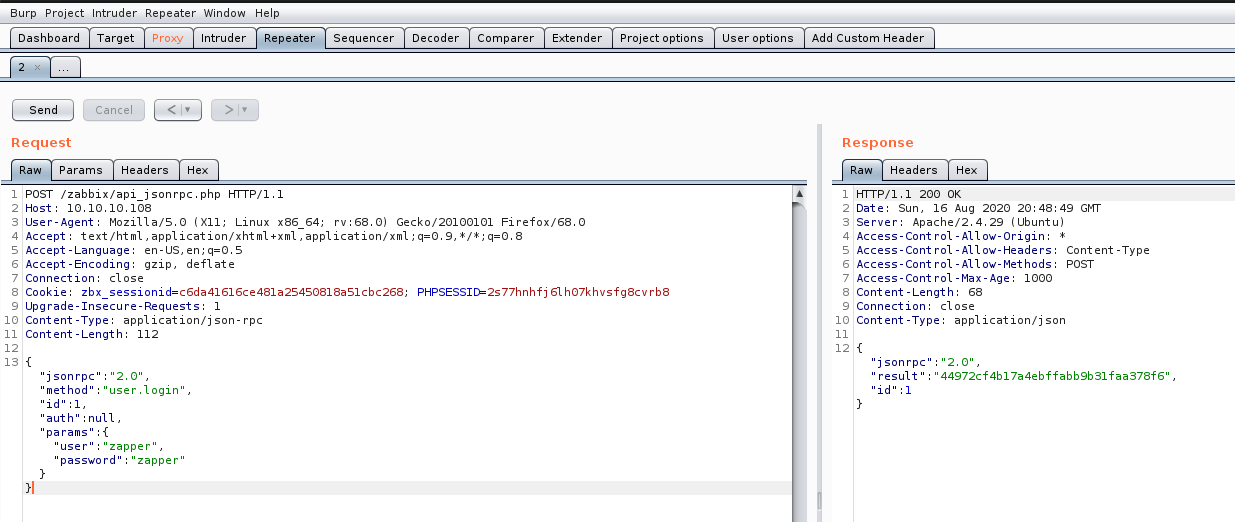 Burp Project Intruder Repeater Window Help
Dashboard Target Proxy Intruder Repeater Sequencer Decoder Comparer Extender Project options User options Add Custom Header
2 × ...
Send Cancel < ▼ > ▼
Request
Raw Params Headers Hex
1 POST /zabbix/api_jsonrpc.php HTTP/1.1
2 Host: 10.10.10.108
3 User-Agent: Mozilla/5.0 (X11; Linux x86_64; rv:68.0) Gecko/20100101 Firefox/68.0
4 Accept: text/html,application/xhtml+xml,application/xml;q=0.9,*/*;q=0.8
5 Accept-Language: en-US,en;q=0.5
6 Accept-Encoding: gzip, deflate
7 Connection: close
8 Cookie: zbx_sessionid=c6da41616ce481a25450818a51cbc268; PHPSESSID=2s77hnhfj6lh07khvsfg8cvrb8
9 Upgrade-Insecure-Requests: 1
10 Content-Type: application/json-rpc
11 Content-Length: 112
12
13 {
"jsonrpc":"2.0",
"method":"user.login",
"id":1,
"auth":null,
"params":{
"user":"zapper",
"password":"zapper"
}
}
Response
Raw Headers Hex
1 HTTP/1.1 200 OK
2 Date: Sun, 16 Aug 2020 20:48:49 GMT
3 Server: Apache/2.4.29 (Ubuntu)
4 Access-Control-Allow-Origin: *
5 Access-Control-Allow-Headers: Content-Type
6 Access-Control-Allow-Methods: POST
7 Access-Control-Max-Age: 1000
8 Content-Length: 68
9 Connection: close
10 Content-Type: application/json
11
12 {
"jsonrpc":"2.0",
"result":"44972cf4b17a4ebffabb9b31faa378f6",
"id":1
}